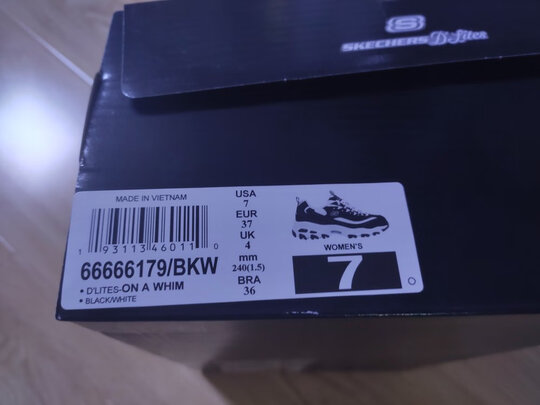 S
SKECHERS D'Lites
MADE IN VIETNAM
1 93113 46011 0
66666179/BKW
• D'LITES-ON A WHIM
• BLACK/WHITE
USA
7
EUR
37
UK
4
mm
240(1.5)
BRA
36
WOMEN'S
7
O